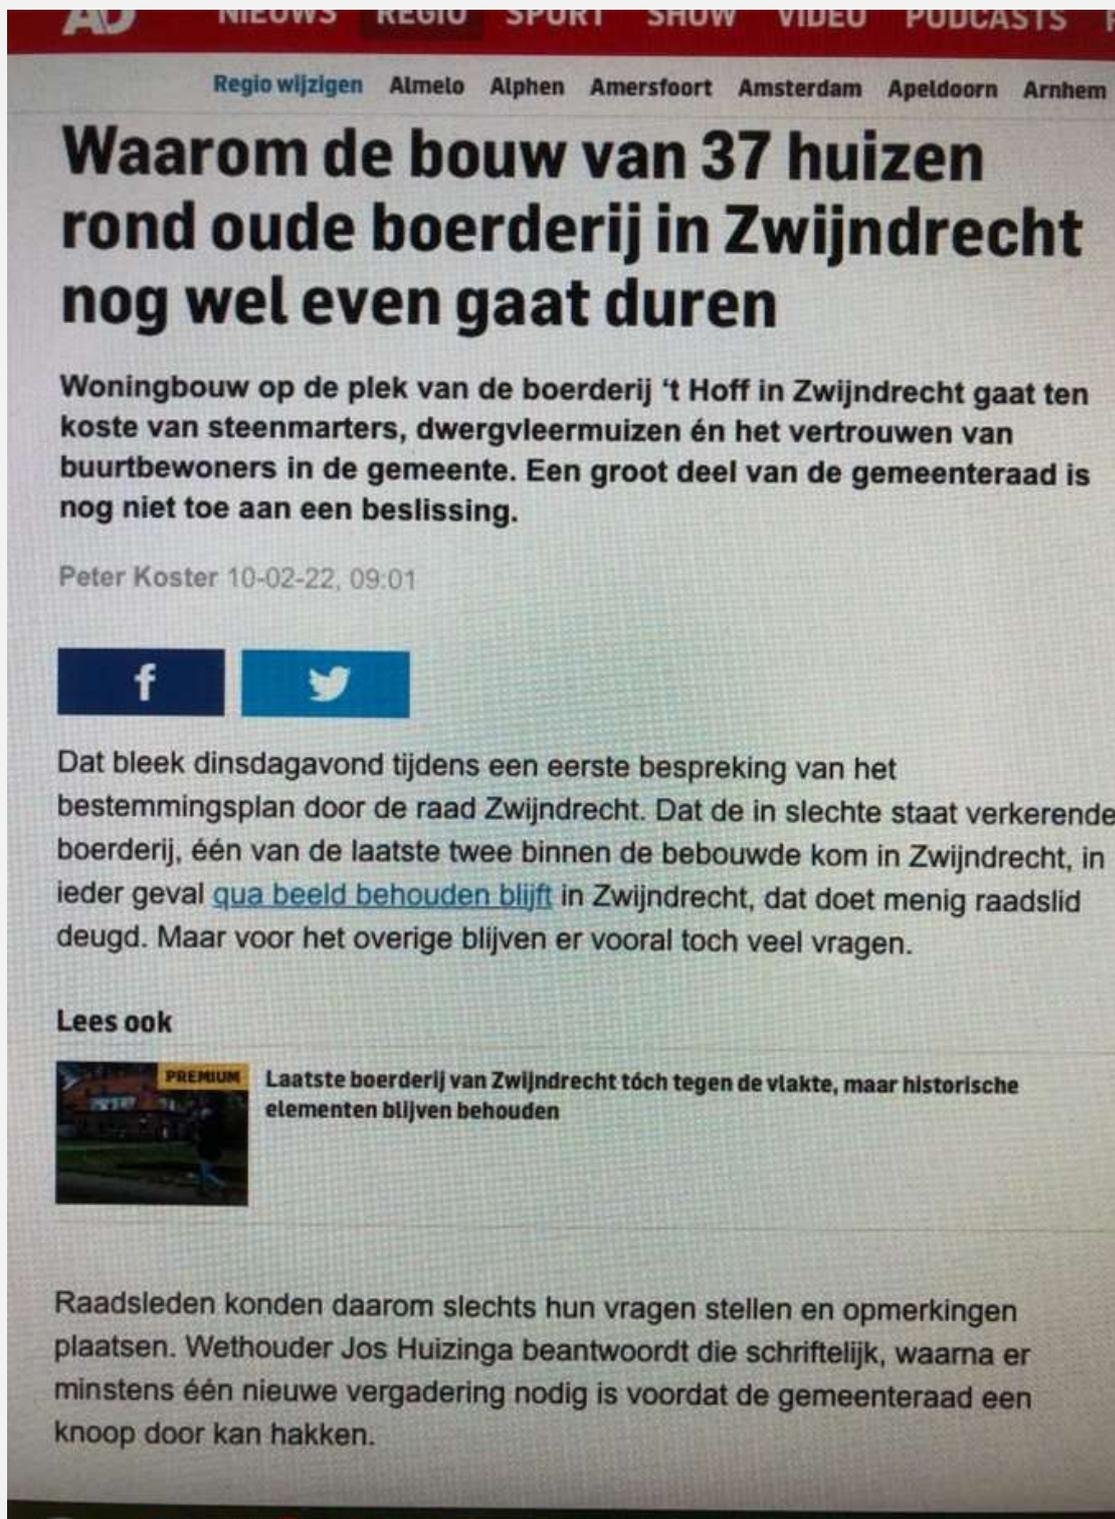 AD
NIEUWS REGIO SPORT SHOW VIDEO PODCASTS
Regio wijzigen Almelo Alphen Amersfoort Amsterdam Apeldoorn Arnhem
Waarom de bouw van 37 huizen
rond oude boerderij in Zwijndrecht
nog wel even gaat duren
Woningbouw op de plek van de boerderij ‘t Hoff in Zwijndrecht gaat ten
koste van steenmarters, dwergvleermuizen én het vertrouwen van
buurtbewoners in de gemeente. Een groot deel van de gemeenteraad is
nog niet toe aan een beslissing.
Peter Koster 10-02-22, 09:01
f
Dat bleek dinsdagavond tijdens een eerste bespreking van het
bestemmingsplan door de raad Zwijndrecht. Dat de in slechte staat verkerende
boerderij, één van de laatste twee binnen de bebouwde kom in Zwijndrecht, in
ieder geval qua beeld behouden blijft in Zwijndrecht, dat doet menig raadslid
deugd. Maar voor het overige blijven er vooral toch veel vragen.
Lees ook
PREMIUM
Laatste boerderij van Zwijndrecht tóch tegen de vlakte, maar historische
elementen blijven behouden
Raadsleden konden daarom slechts hun vragen stellen en opmerkingen
plaatsen. Wethouder Jos Huizinga beantwoordt die schriftelijk, waarna er
minstens één nieuwe vergadering nodig is voordat de gemeenteraad een
knoop door kan hakken.